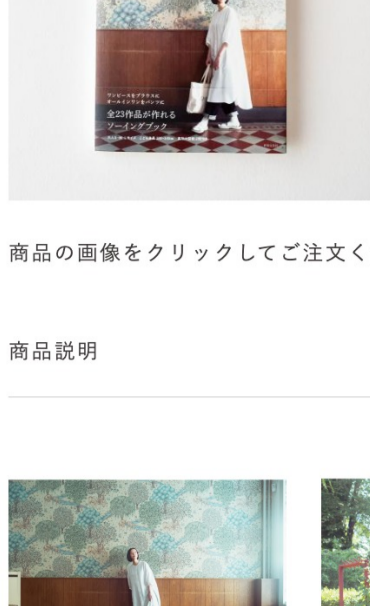 ワンピースをブラウスに
オールインワンをパンツに
全23作品が作れる
ソーイングブック
商品の画像をクリックしてご注文く
商品説明